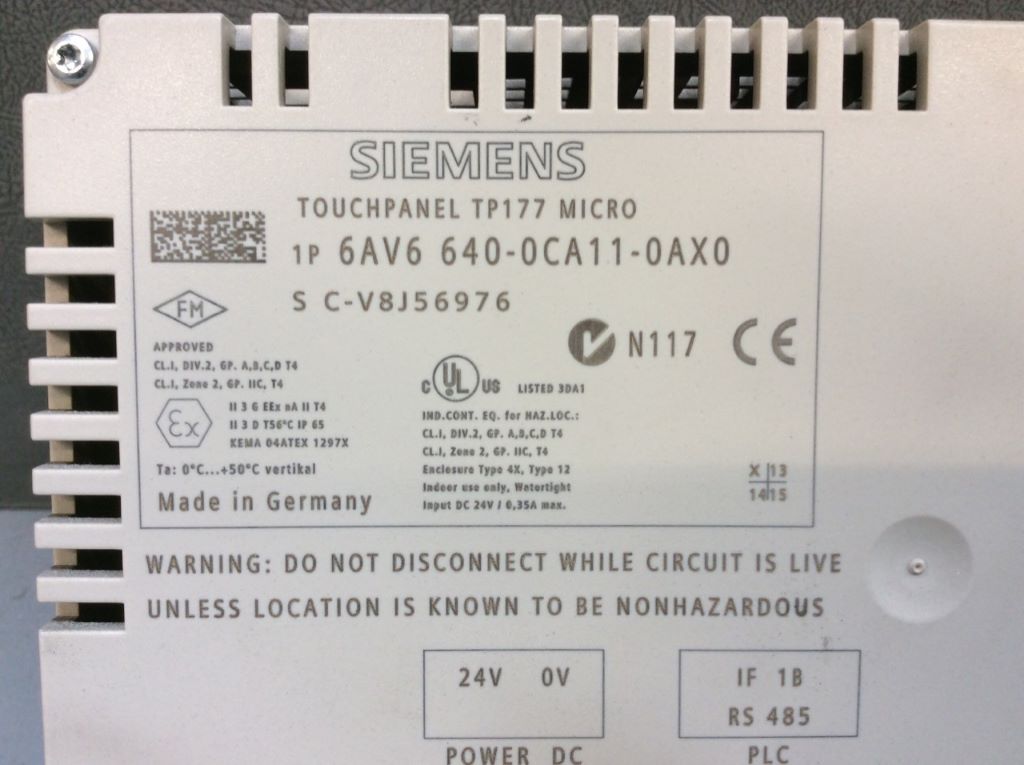 SIEMENS
TOUCHPANEL TP177 MICRO
1P 6AV6 640-0CA11-0AX0
S C-V8J56976
FM
N117 CE
APPROVED
CL.I, DIV.2, GP. A,B,C,D T4
CL.I, Zone 2, GP. IIC, T4
Ex
II 3 G EEx nA II T4
II 3 D T56°C IP 65
KEMA 04ATEX 1297X
Ta: 0°C...+50°C vertikal
Made in Germany
C UL US LISTED 3DA1
IND.CONT. EQ. for HAZ.LOC.:
CL.I, DIV.2, GP. A,B,C,D T4
CL.I, Zone 2, GP. IIC, T4
Enclosure Type 4X, Type 12
Indoor use only, Watertight
Input DC 24V / 0,35A max.
X 13
14 15
WARNING: DO NOT DISCONNECT WHILE CIRCUIT IS LIVE
UNLESS LOCATION IS KNOWN TO BE NONHAZARDOUS
24V 0V
POWER DC
IF 1B
RS 485
PLC